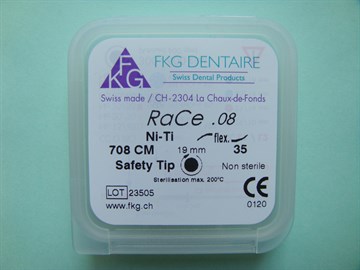 FKG
FKG DENTAIRE
Swiss Dental Products
Swiss made / CH-2304 La Chaux-de-Fonds
RaCe .08
Ni-Ti flex.
708 CM 19 mm 35
Safety Tip Non sterile
Sterilisation max. 200°C
LOT 23505 CE
www.fkg.ch 0120